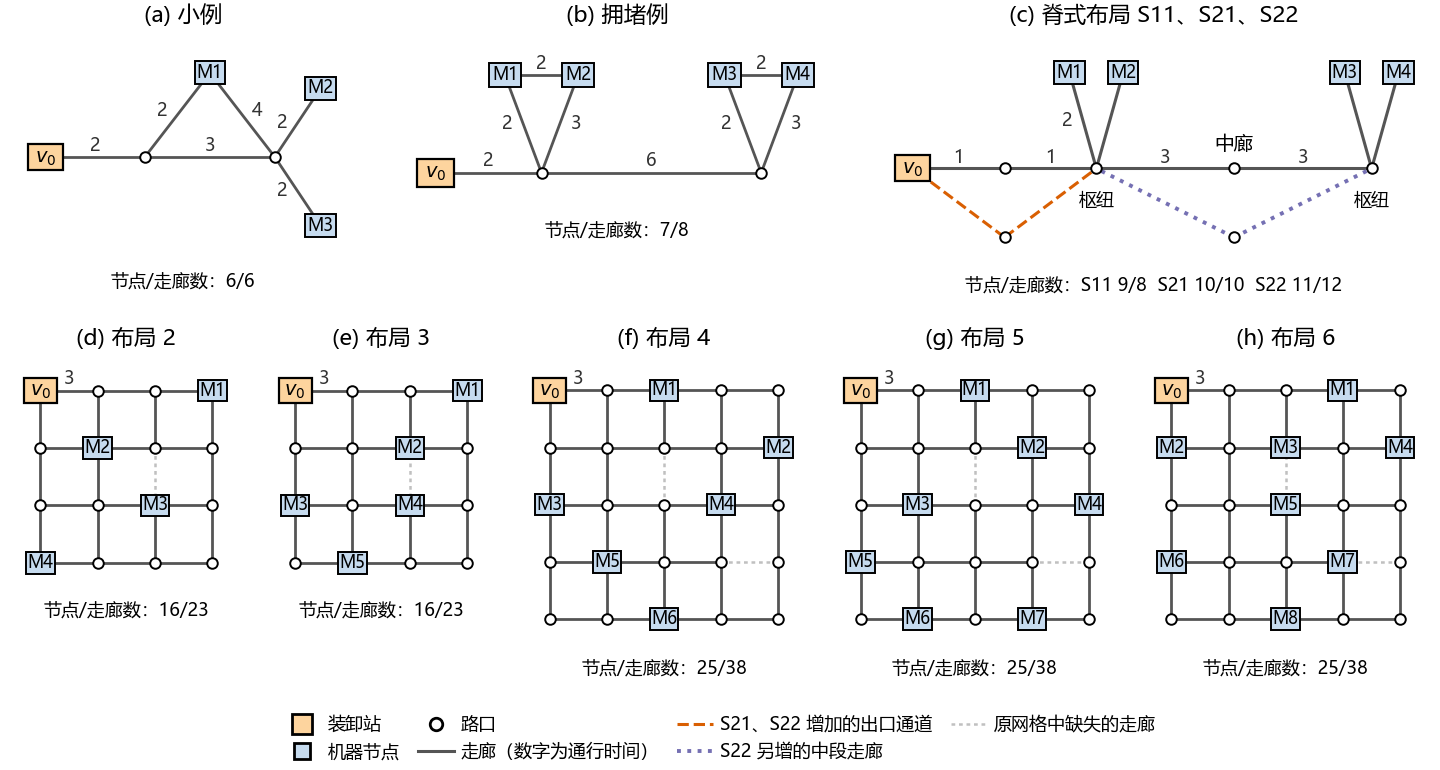 (a) 小例
(b) 拥堵例
(c) 脊式布局 S11、S21、S22
M1
M2
2
4
2
2
3
v0
2
M3
节点/走廊数：6/6
M1
2
M2
M3
2
M4
2
3
2
3
v0
2
6
节点/走廊数：7/8
M1
M2
M3
M4
2
中廊
v0
1
1
3
3
枢纽
枢纽
节点/走廊数：S11 9/8 S21 10/10 S22 11/12
(d) 布局 2
(e) 布局 3
(f) 布局 4
(g) 布局 5
(h) 布局 6
v0
3
M1
M2
M3
M4
节点/走廊数：16/23
v0
3
M1
M2
M3
M4
M5
节点/走廊数：16/23
v0
3
M1
M2
M3
M4
M5
M6
节点/走廊数：25/38
v0
3
M1
M2
M3
M4
M5
M6
M7
节点/走廊数：25/38
v0
3
M1
M2
M3
M4
M5
M6
M7
M8
节点/走廊数：25/38
装卸站
路口
S21、S22 增加的出口通道
原网格中缺失的走廊
机器节点
走廊（数字为通行时间）
S22 另增的中段走廊